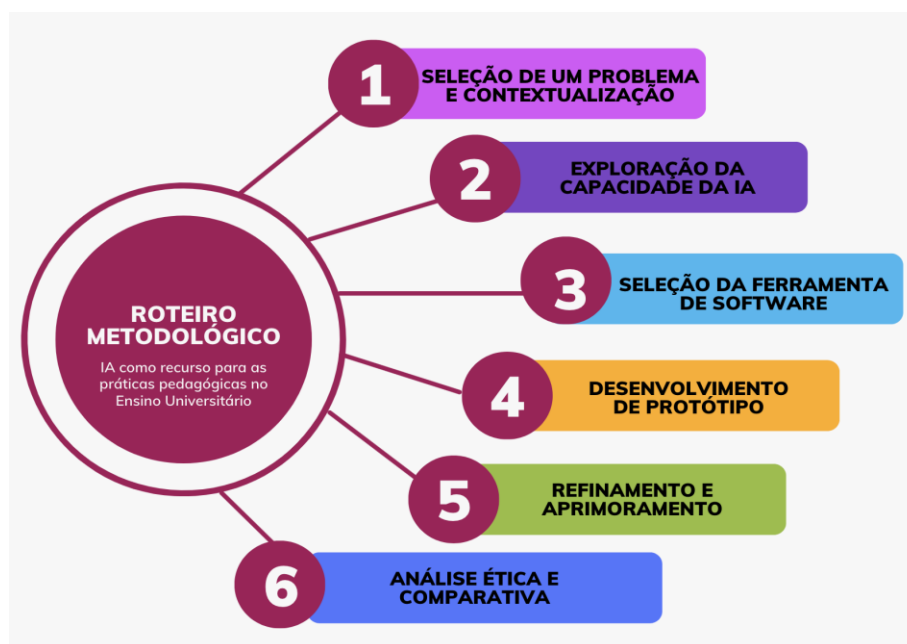 ROTEIRO
METODOLÓGICO
IA como recurso para as
práticas pedagógicas no
Ensino Universitário
1
SELEÇÃO DE UM PROBLEMA
E CONTEXTUALIZAÇÃO
2
EXPLORAÇÃO DA
CAPACIDADE DA IA
3
SELEÇÃO DA FERRAMENTA
DE SOFTWARE
4
DESENVOLVIMENTO
DE PROTÓTIPO
5
REFINAMENTO E
APRIMORAMENTO
6
ANÁLISE ÉTICA E
COMPARATIVA